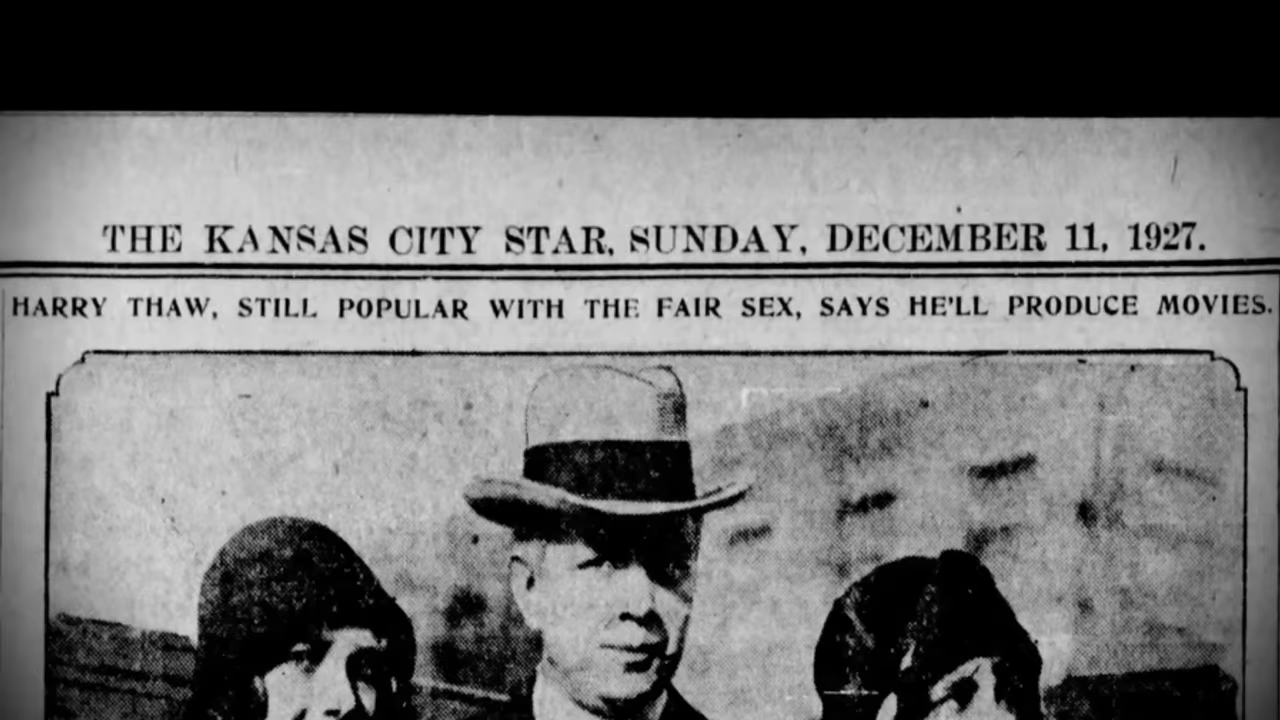 THE KANSAS CITY STAR, SUNDAY, DECEMBER 11, 1927.
HARRY THAW, STILL POPULAR WITH THE FAIR SEX, SAYS HE'LL PRODUCE MOVIES.